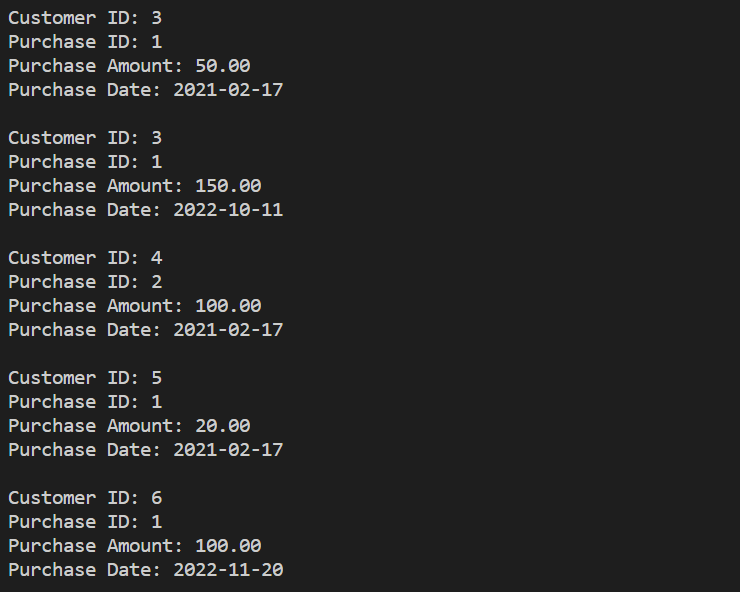 Customer ID: 3
Purchase ID: 1
Purchase Amount: 50.00
Purchase Date: 2021-02-17
Customer ID: 3
Purchase ID: 1
Purchase Amount: 150.00
Purchase Date: 2022-10-11
Customer ID: 4
Purchase ID: 2
Purchase Amount: 100.00
Purchase Date: 2021-02-17
Customer ID: 5
Purchase ID: 1
Purchase Amount: 20.00
Purchase Date: 2021-02-17
Customer ID: 6
Purchase ID: 1
Purchase Amount: 100.00
Purchase Date: 2022-11-20